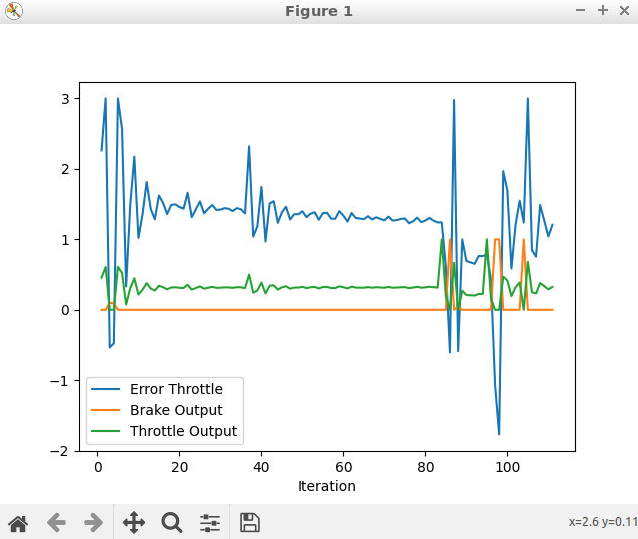 Figure 1
3
2
1
0
−1
−2
Error Throttle
Brake Output
Throttle Output
0 20 40 60 80 100
Iteration
x=2.6 y=0.11